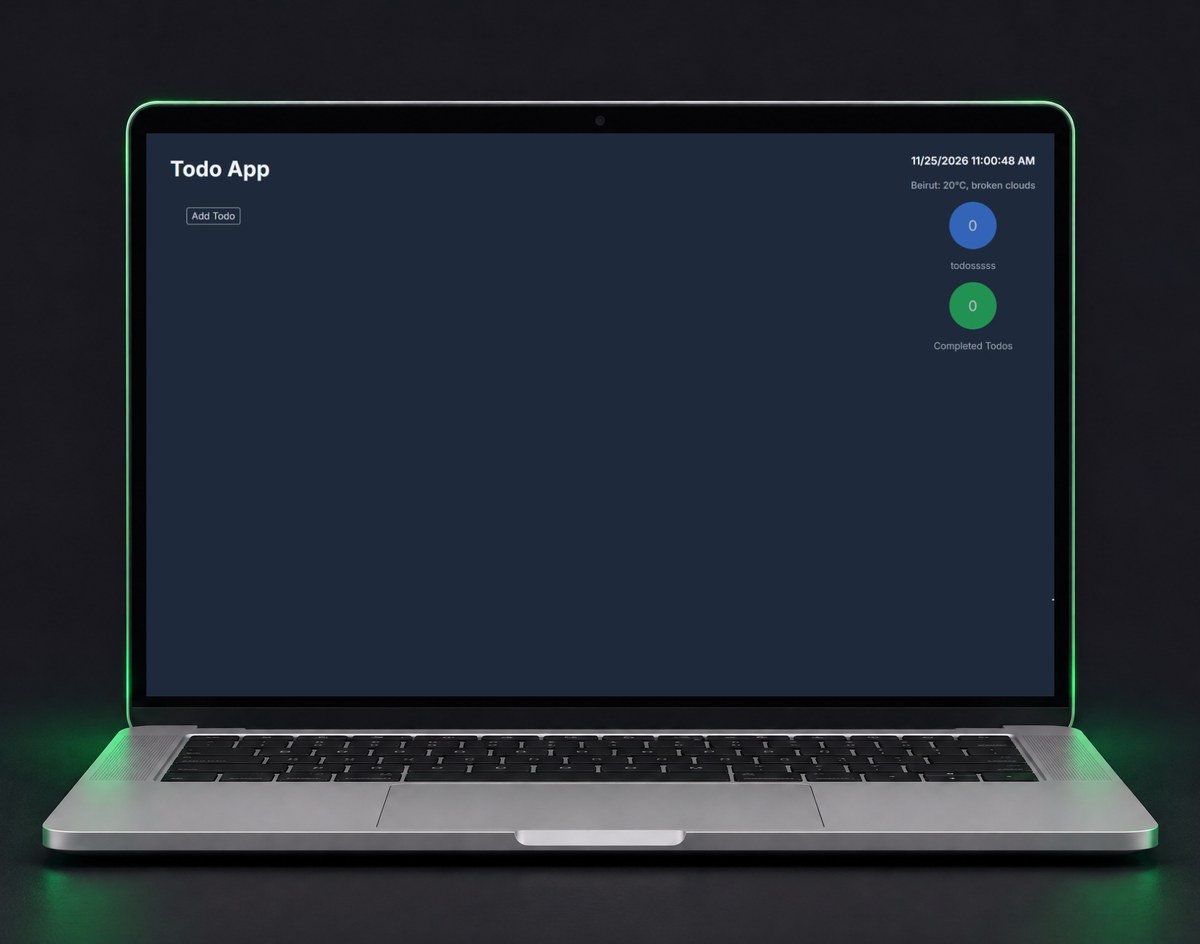 Todo App
Add Todo
11/25/2026 11:00:48 AM
Beirut: 20°C, broken clouds
0
todosssss
0
Completed Todos